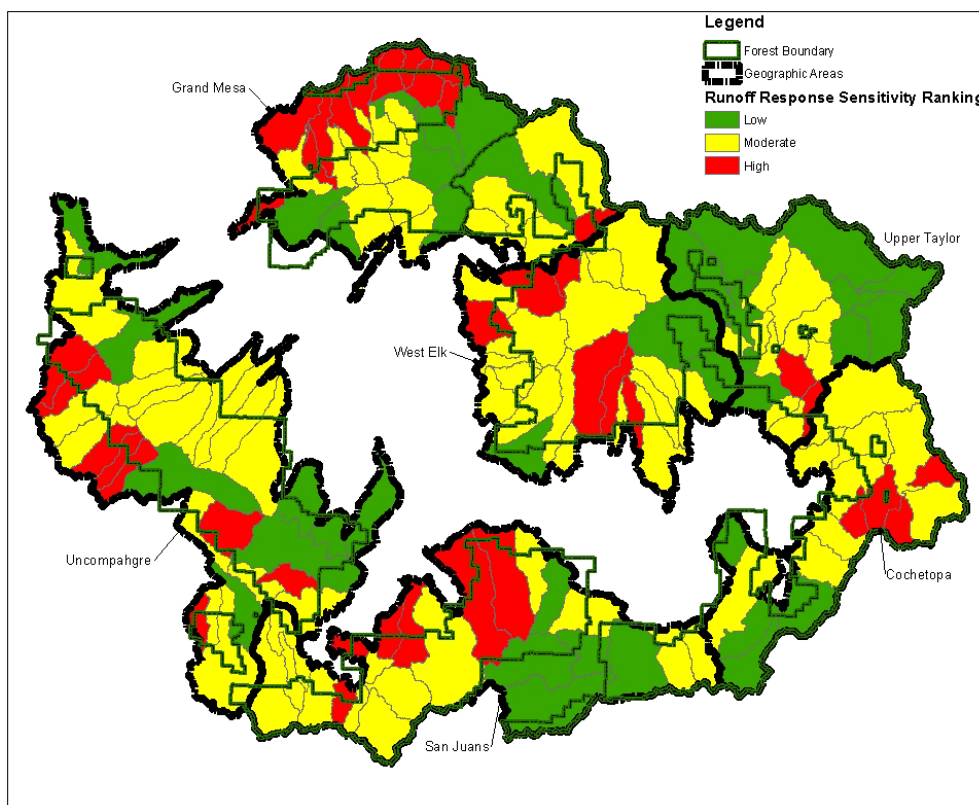 Legend
Forest Boundary
Geographic Areas
Runoff Response Sensitivity Ranking
Low
Moderate
High
Grand Mesa
Upper Taylor
West Elk
Uncompahgre
Cochetopa
San Juans